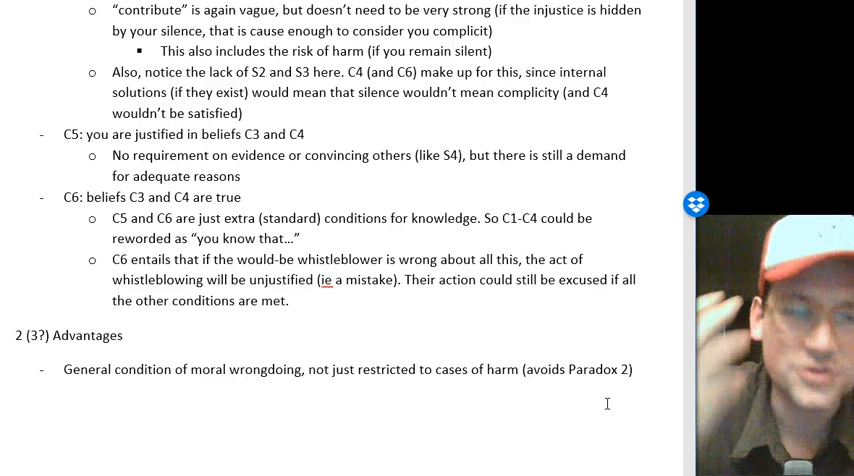 o "contribute" is again vague, but doesn't need to be very strong (if the injustice is hidden
by your silence, that is cause enough to consider you complicit)
▪ This also includes the risk of harm (if you remain silent)
o Also, notice the lack of S2 and S3 here. C4 (and C6) make up for this, since internal
solutions (if they exist) would mean that silence wouldn't mean complicity (and C4
wouldn't be satisfied)
- C5: you are justified in beliefs C3 and C4
o No requirement on evidence or convincing others (like S4), but there is still a demand
for adequate reasons
- C6: beliefs C3 and C4 are true
o C5 and C6 are just extra (standard) conditions for knowledge. So C1-C4 could be
reworded as "you know that…"
o C6 entails that if the would-be whistleblower is wrong about all this, the act of
whistleblowing will be unjustified (ie a mistake). Their action could still be excused if all
the other conditions are met.
2 (3?) Advantages
- General condition of moral wrongdoing, not just restricted to cases of harm (avoids Paradox 2)